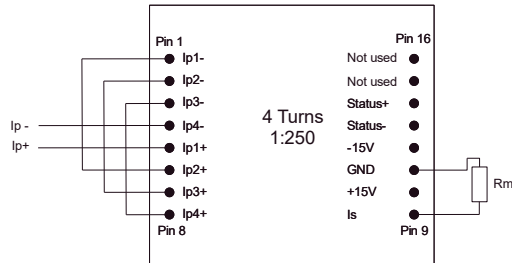 Pin 1
Pin 16
Ip1-
Not used
Ip2-
Not used
Ip3-
Status+
Ip -
Ip4-
Status-
Ip+
Ip1+
-15V
Ip2+
GND
Ip3+
+15V
Ip4+
Is
Pin 8
Pin 9
4 Turns
1:250
Rm